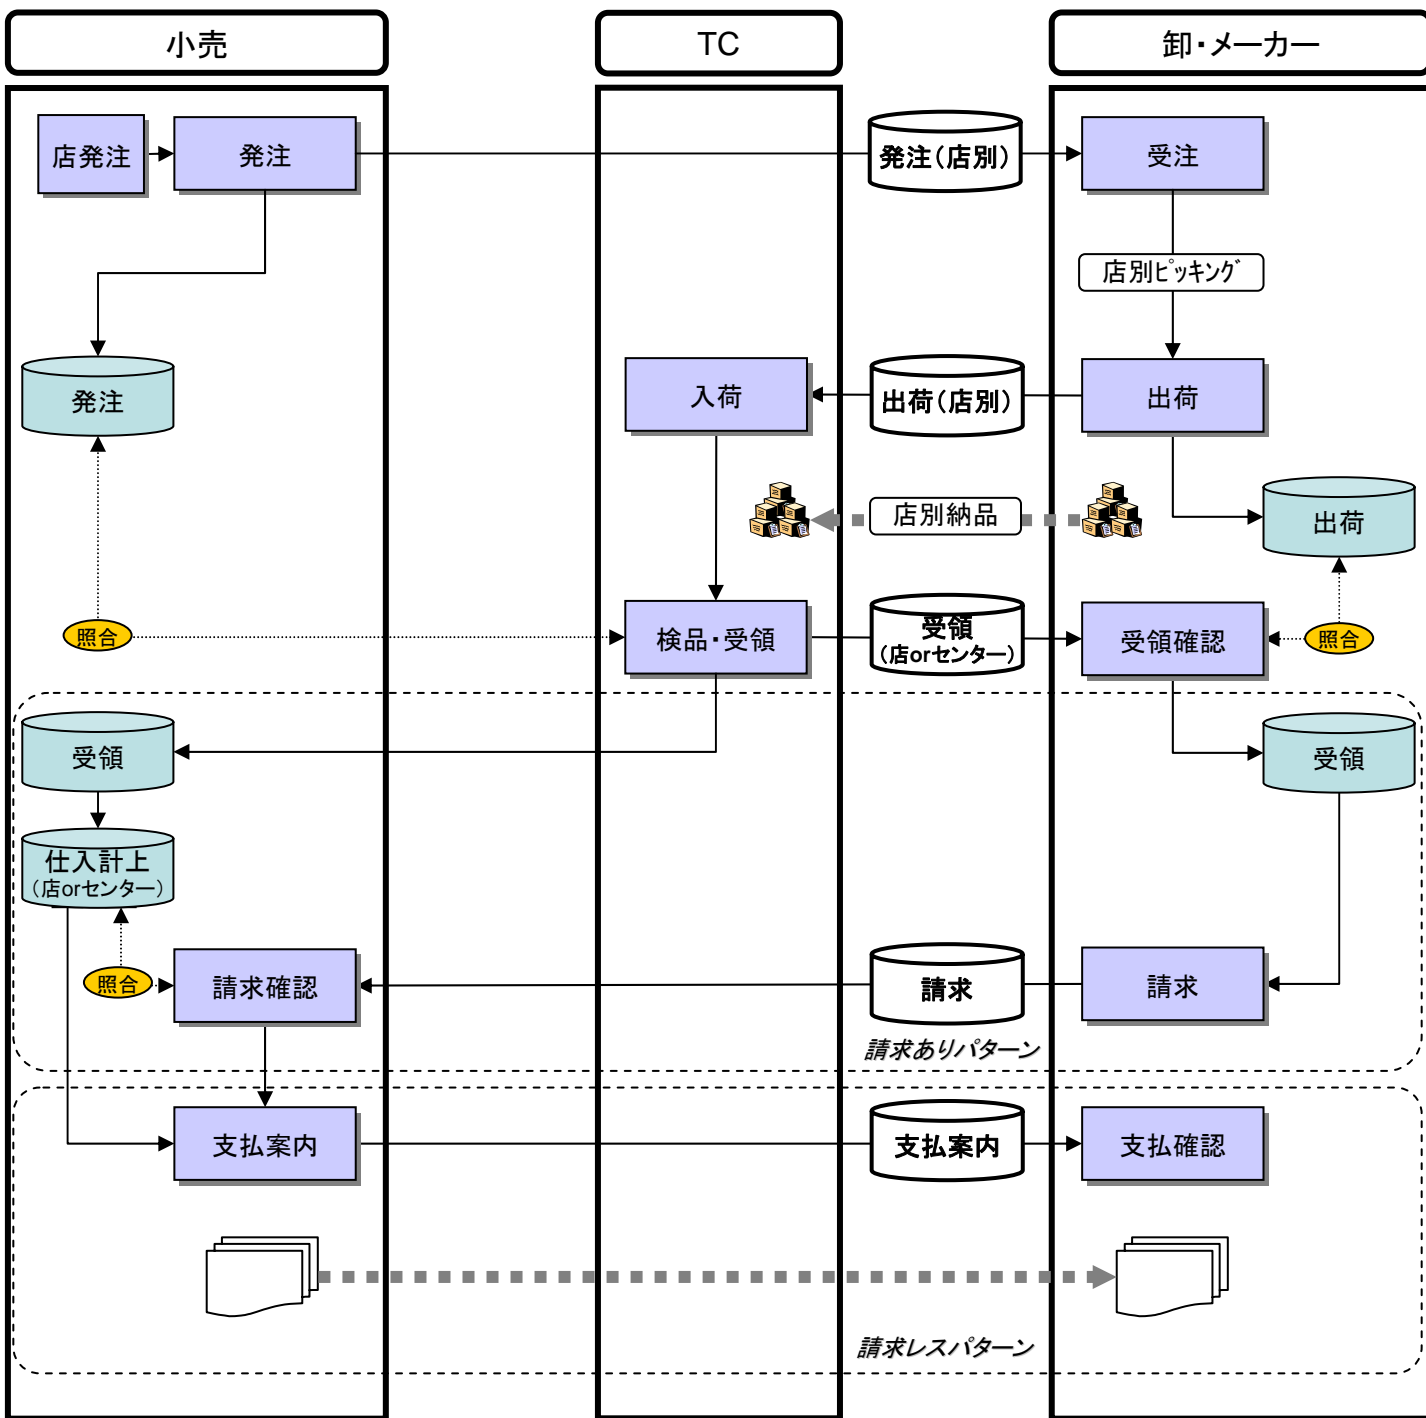 小売
TC
卸・メーカー
店発注
発注
発注(店別)
受注
店別ﾋﾟｯｷﾝｸﾞ
発注
入荷
出荷(店別)
出荷
店別納品
出荷
照合
検品・受領
受領
(店orセンター)
受領確認
照合
受領
受領
仕入計上
(店orセンター)
照合
請求確認
請求
請求
請求ありパターン
支払案内
支払案内
支払確認
請求レスパターン